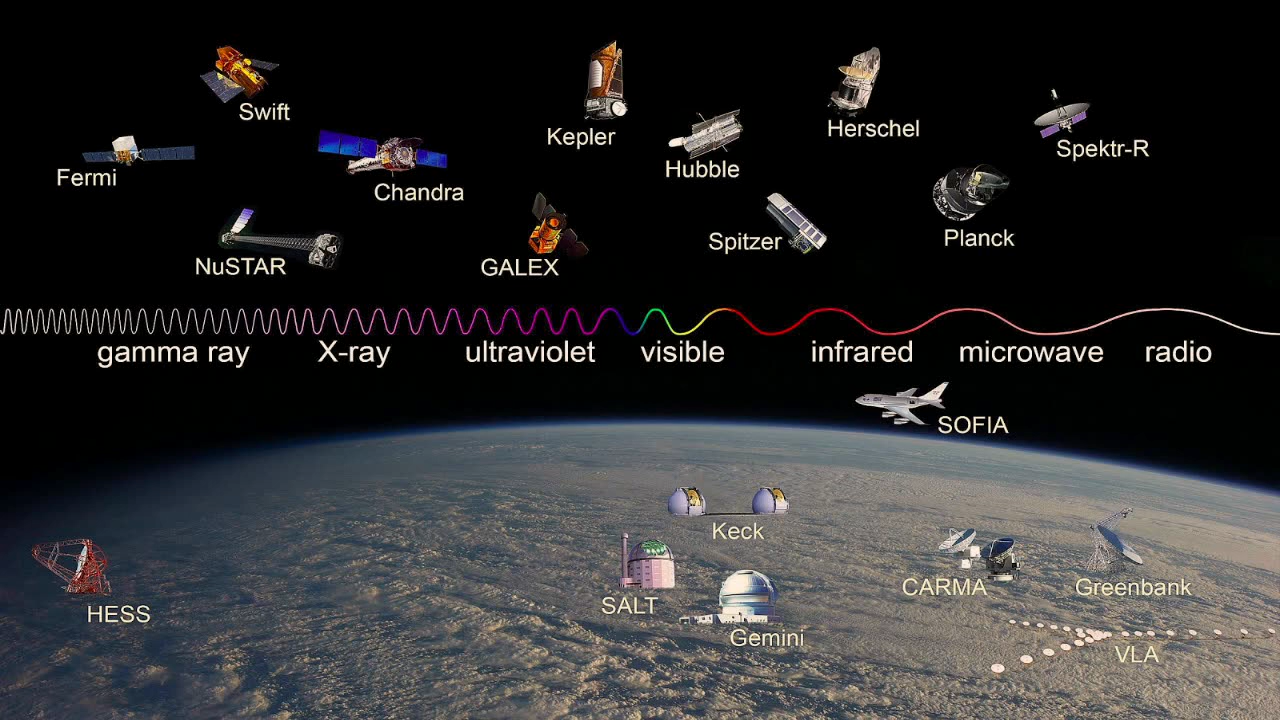 Swift
Kepler
Herschel
Spektr-R
Fermi
Chandra
Hubble
NuSTAR
GALEX
Spitzer
Planck
gamma ray X-ray ultraviolet visible infrared microwave radio
SOFIA
Keck
HESS
SALT
CARMA
Greenbank
Gemini
VLA